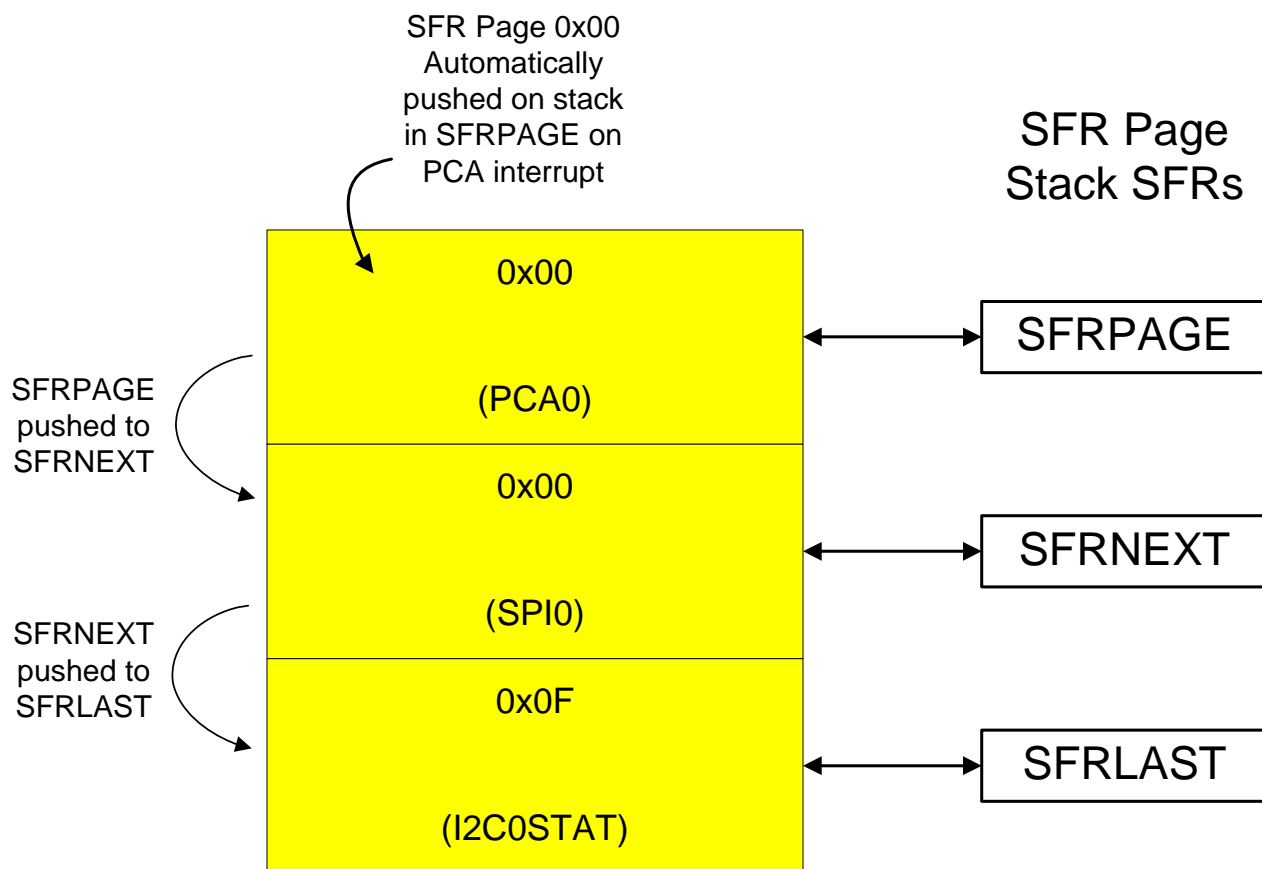 SFR Page 0x00
Automatically
pushed on stack
in SFRPAGE on
PCA interrupt
SFR Page
Stack SFRs
0x00
(PCA0)
SFRPAGE
SFRPAGE
pushed to
SFRNEXT
0x00
(SPI0)
SFRNEXT
SFRNEXT
pushed to
SFRLAST
0x0F
(I2C0STAT)
SFRLAST